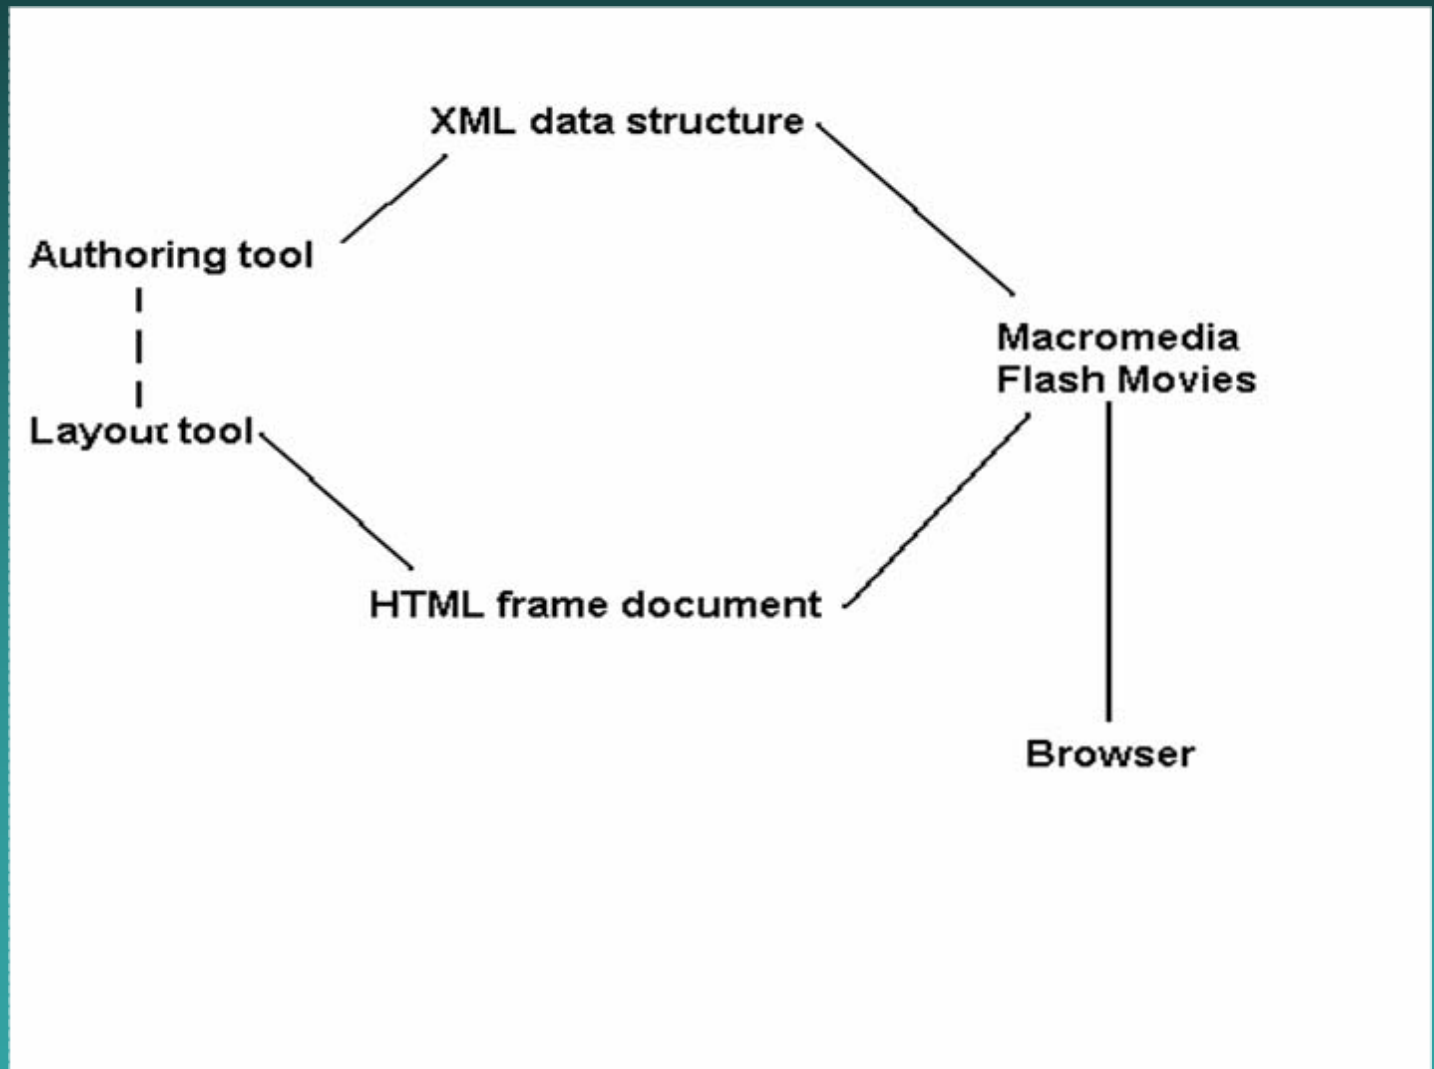 XML data structure
Authoring tool
Macromedia
Flash Movies
Layout tool
HTML frame document
Browser